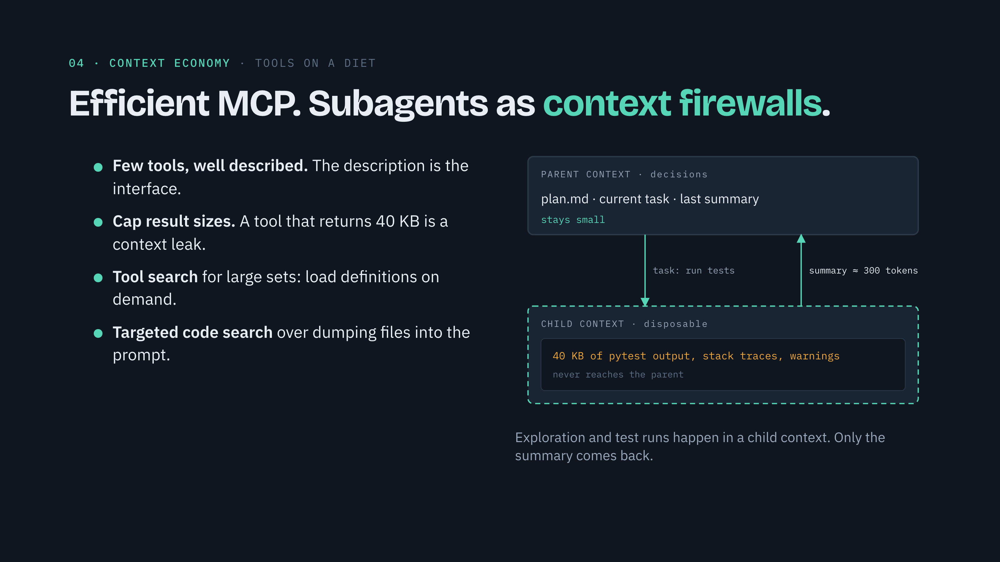 04 · CONTEXT ECONOMY · TOOLS ON A DIET
Efficient MCP. Subagents as context firewalls.
Few tools, well described. The description is the
interface.
Cap result sizes. A tool that returns 40 KB is a
context leak.
Tool search for large sets: load definitions on
demand.
Targeted code search over dumping files into the
prompt.
PARENT CONTEXT · decisions
plan.md · current task · last summary
stays small
task: run tests
summary ≈ 300 tokens
CHILD CONTEXT · disposable
40 KB of pytest output, stack traces, warnings
never reaches the parent
Exploration and test runs happen in a child context. Only the
summary comes back.